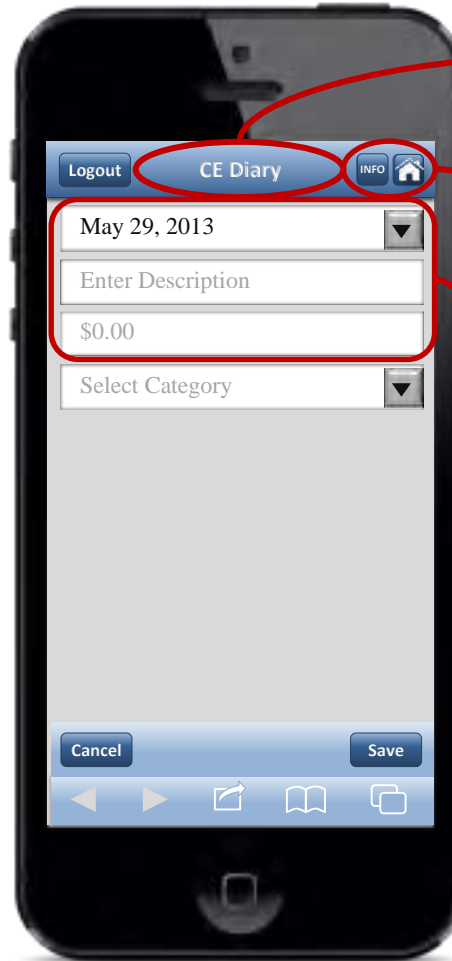 Logout CE Diary INFO
May 29, 2013
Enter Description
$0.00
Select Category
Cancel Save